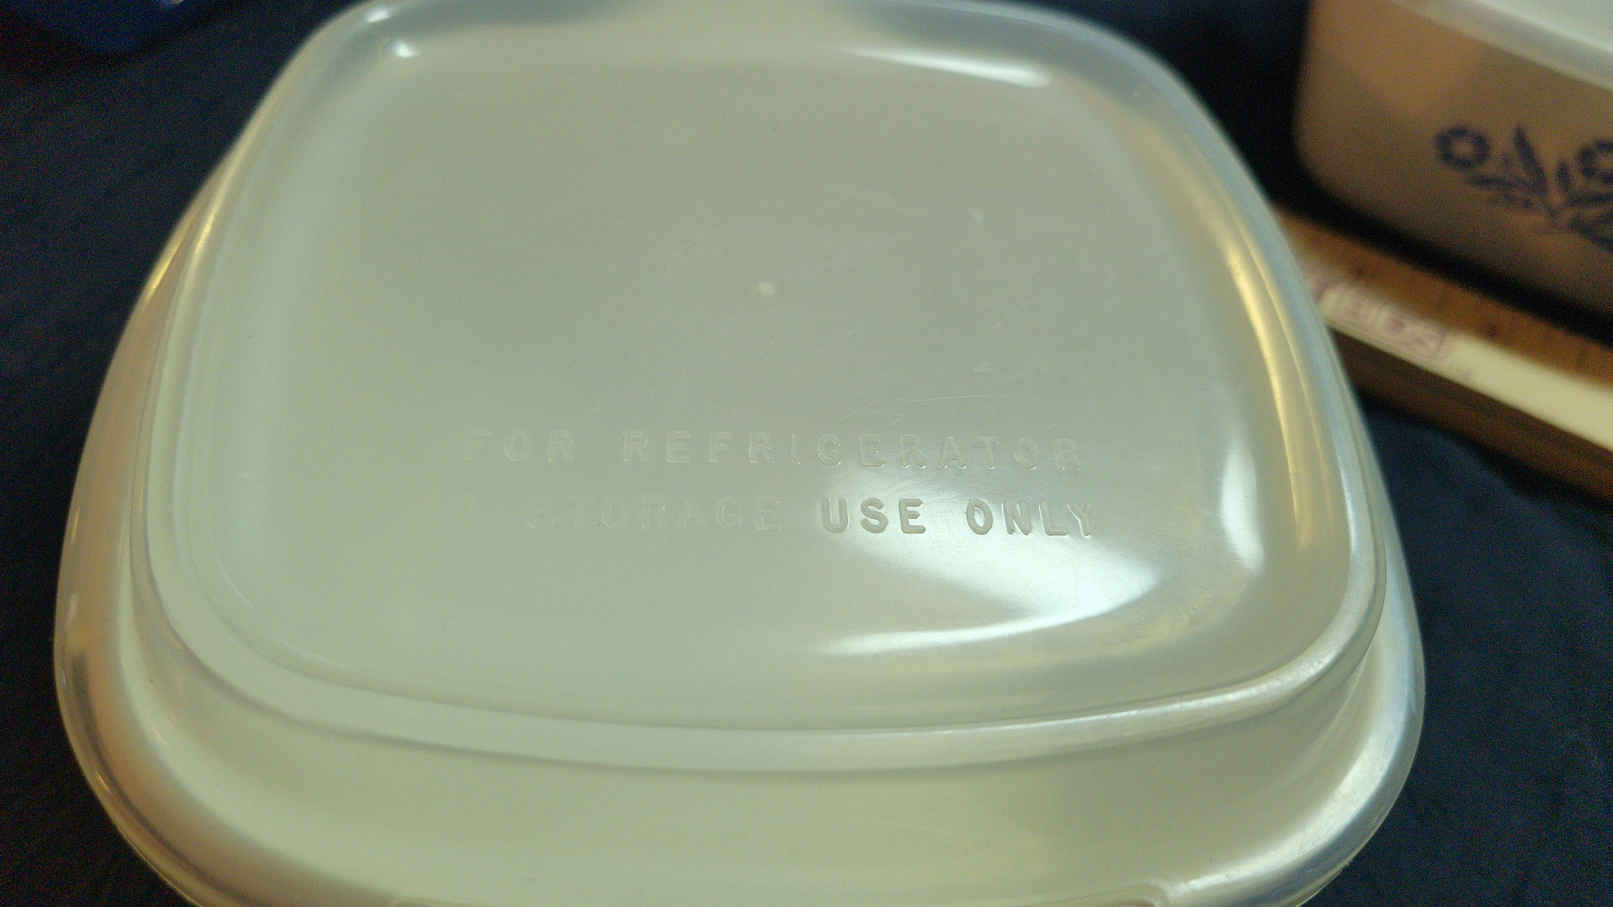 FOR REFRIGERATOR
& STORAGE USE ONLY